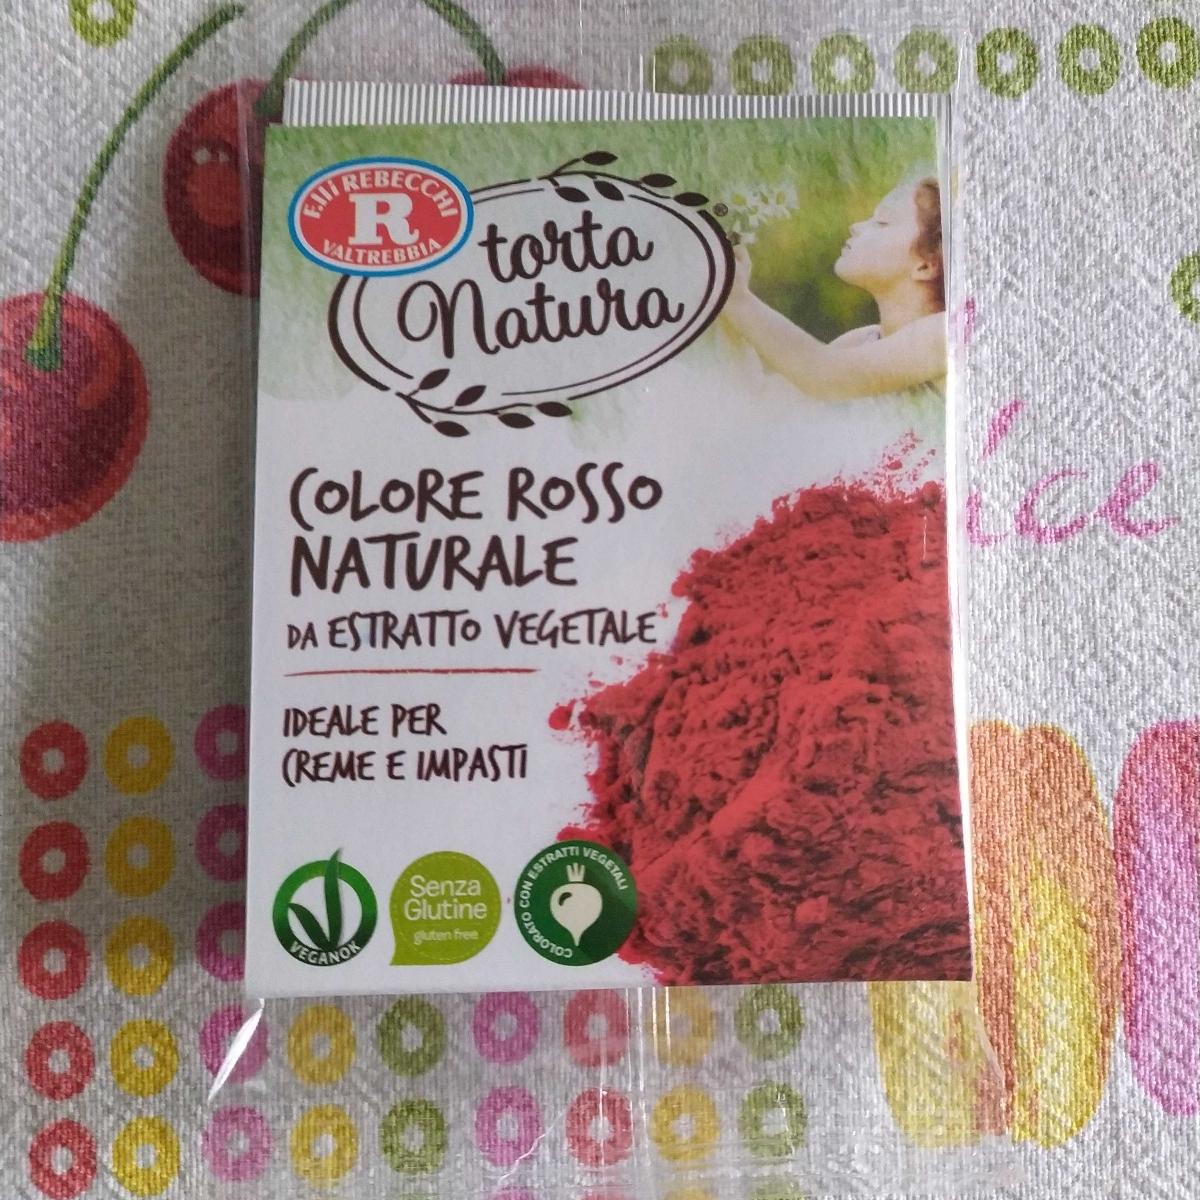 F.lli REBECCHI
R
VALTREBBIA
torta
Natura
®
COLORE ROSSO
NATURALE
DA ESTRATTO VEGETALE
IDEALE PER
CREME E IMPASTI
VEGANOK
Senza
Glutine
gluten free
COLORATO CON ESTRATTI VEGETALI
ice